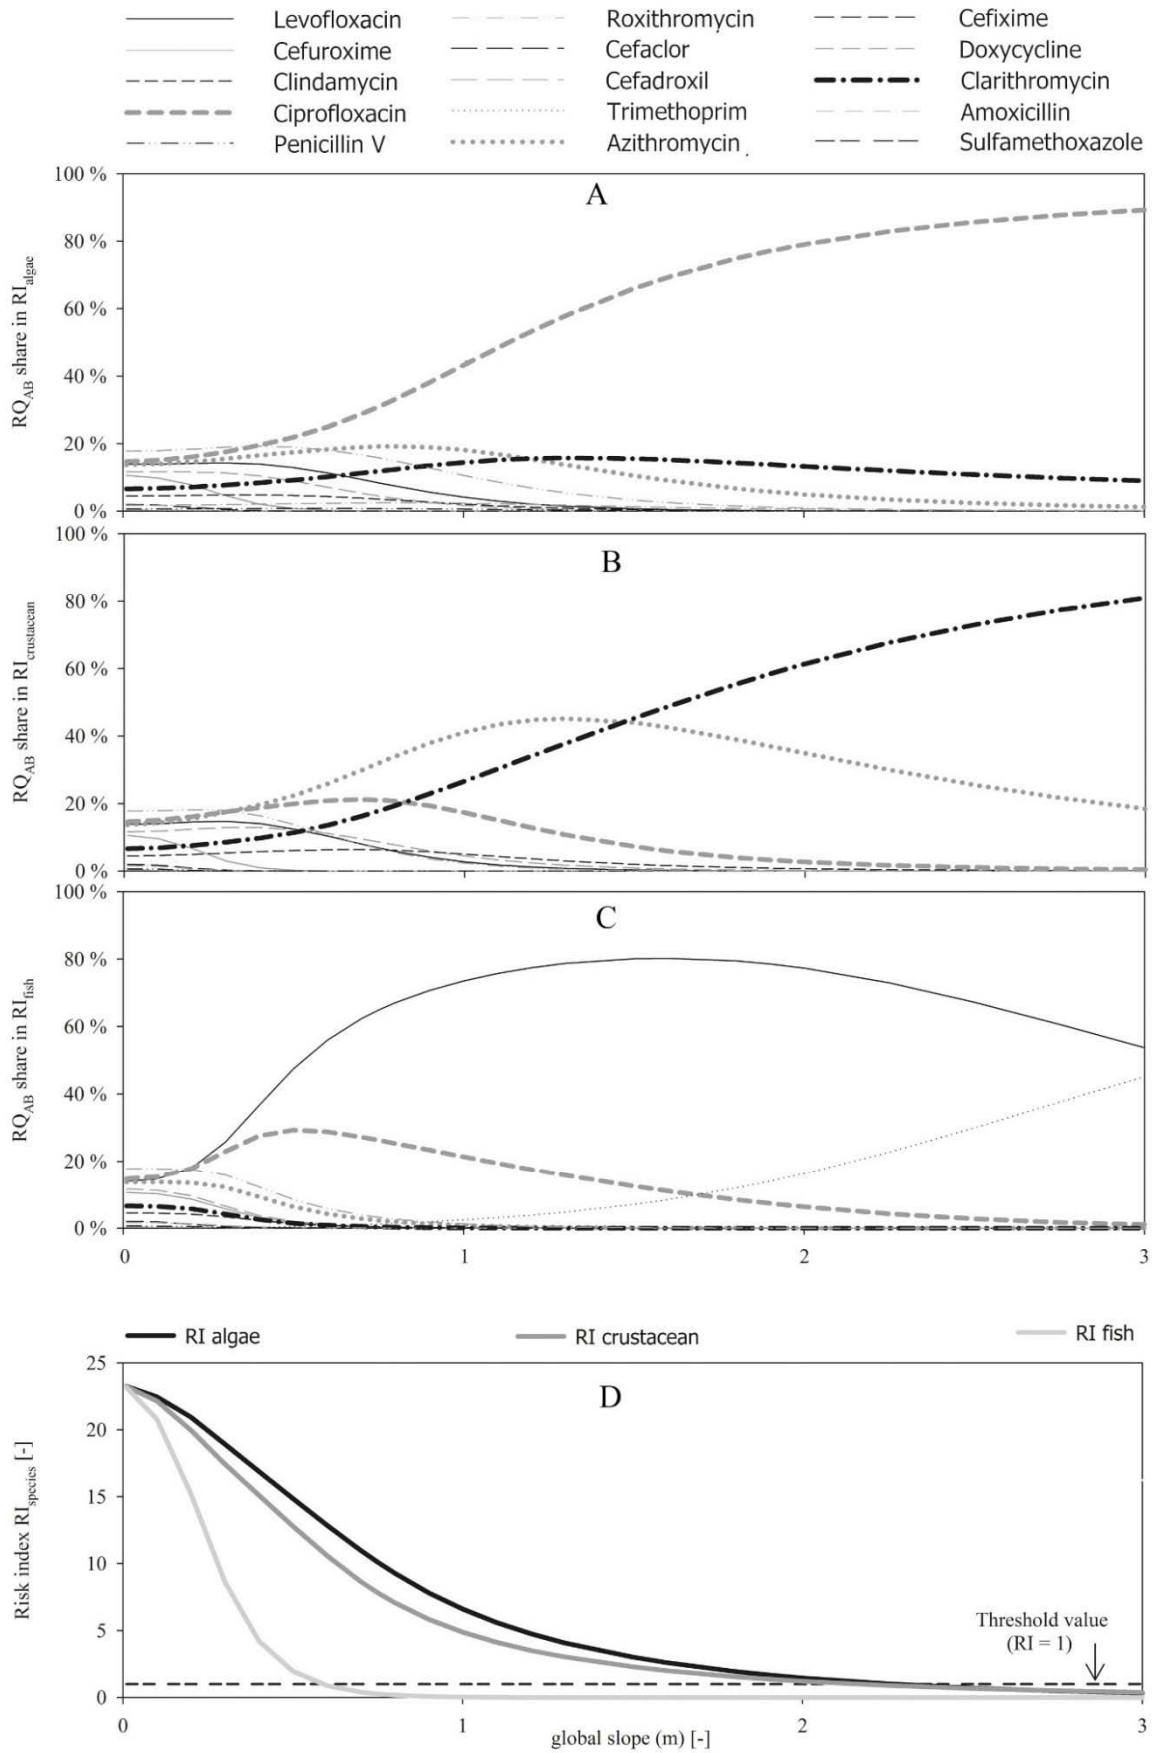 Levofloxacin Roxithromycin Cefixime
Cefuroxime Cefaclor Doxycycline
Clindamycin Cefadroxil Clarithromycin
Ciprofloxacin Trimethoprim Amoxicillin
Penicillin V Azithromycin Sulfamethoxazole
A
RQAB share in RIalgae
100 %
80 %
60 %
40 %
20 %
0 %
B
RQAB share in RIcrustacean
100 %
80 %
60 %
40 %
20 %
0 %
C
RQAB share in RIfish
100 %
80 %
60 %
40 %
20 %
0 %
0 1 2 3
RI algae RI crustacean RI fish
D
Risk index RIspecies [-]
25
20
15
10
5
0
Threshold value
(RI = 1)
0 1 2 3
global slope (m) [-]